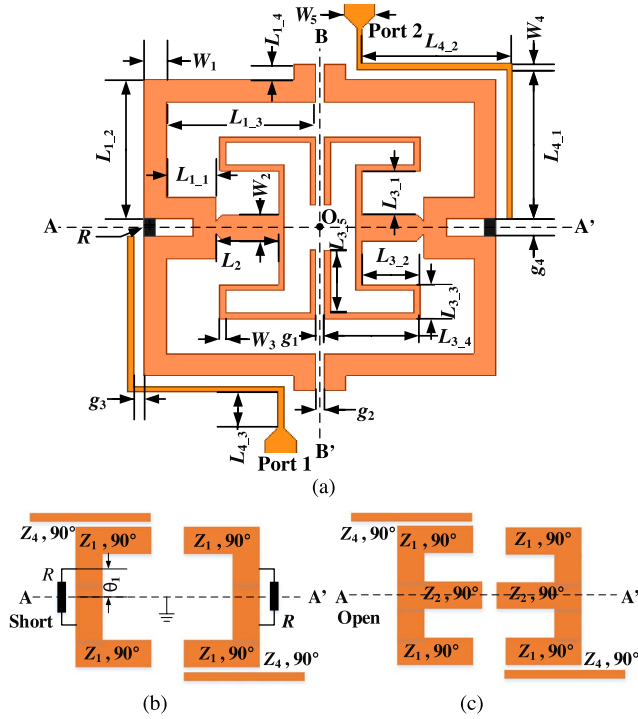 W5
B
Port 2
W4
L1_4
L4_2
W1
L1_2
L1_3
L4_1
L1_1
W2
L3_1
A
O
A'
R
L3_5
g4
L2
L3_2
L3_3
W3
g1
L3_4
g3
g2
L4_3
Port 1
B'
(a)
Z4 , 90°
Z1, 90°
Z1, 90°
R
θ1
A
A'
Short
R
Z1, 90°
Z1, 90°
Z4 , 90°
(b)
Z4 , 90°
Z1, 90°
Z1, 90°
A
Z2, 90°
Z2, 90°
A'
Open
Z1, 90°
Z1, 90°
Z4 , 90°
(c)